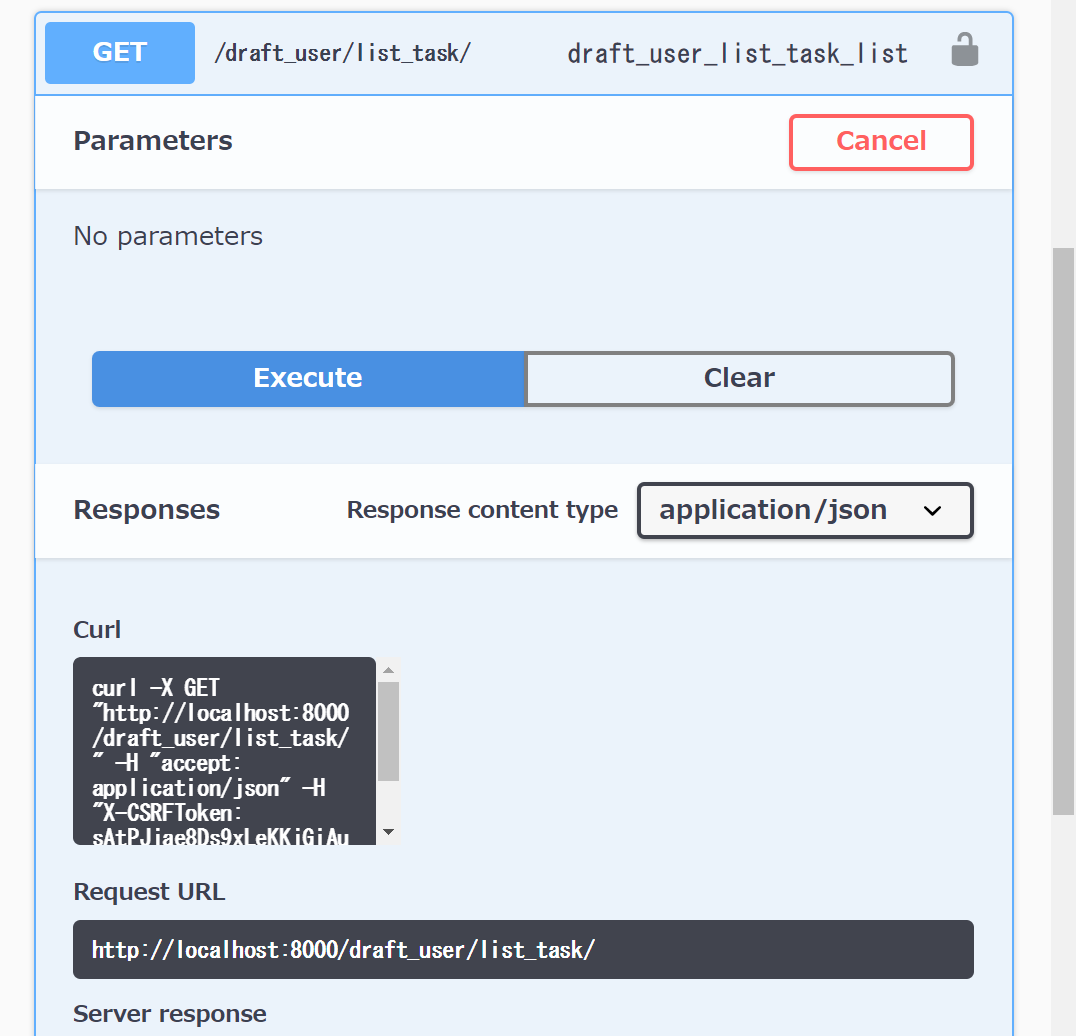 GET /draft_user/list_task/ draft_user_list_task_list
Parameters Cancel
No parameters
Execute Clear
Responses Response content type application/json
Curl
curl -X GET
"http://localhost:8000
/draft_user/list_task/
" -H "accept:
application/json" -H
"X-CSRFToken:
sAtPJjae8Ds9xLeKKjGjAu
Request URL
http://localhost:8000/draft_user/list_task/
Server response